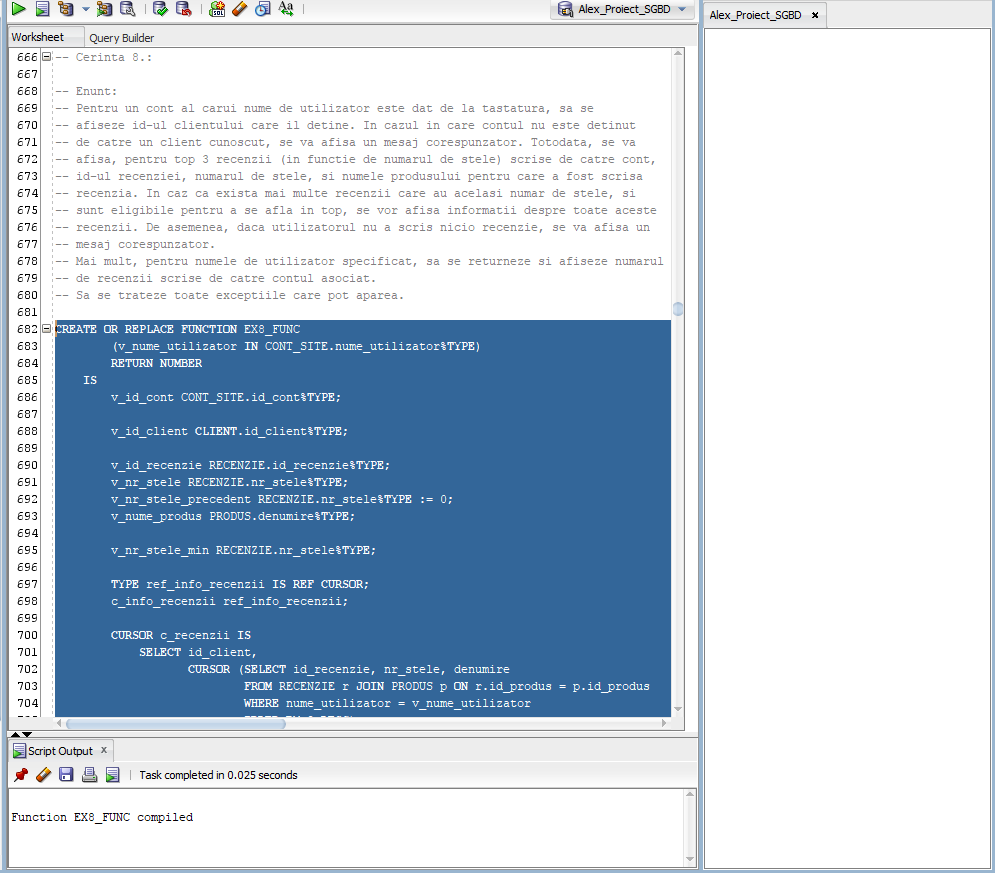 Alex_Proiect_SGBD
Alex_Proiect_SGBD
Worksheet
Query Builder
666 -- Cerinta 8.:
667
668 -- Enunt:
669 -- Pentru un cont al carui nume de utilizator este dat de la tastatura, sa se
670 -- afiseze id-ul clientului care il detine. In cazul in care contul nu este detinut
671 -- de catre un client cunoscut, se va afisa un mesaj corespunzator. Totodata, se va
672 -- afisa, pentru top 3 recenzii (in functie de numarul de stele) scrise de catre cont,
673 -- id-ul recenziei, numarul de stele, si numele produsului pentru care a fost scrisa
674 -- recenzia. In caz ca exista mai multe recenzii care au acelasi numar de stele, si
675 -- sunt eligibile pentru a se afla in top, se vor afisa informatii despre toate aceste
676 -- recenzii. De asemenea, daca utilizatorul nu a scris nicio recenzie, se va afisa un
677 -- mesaj corespunzator.
678 -- Mai mult, pentru numele de utilizator specificat, sa se returneze si afiseze numarul
679 -- de recenzii scrise de catre contul asociat.
680 -- Sa se trateze toate exceptiile care pot aparea.
681
682 CREATE OR REPLACE FUNCTION EX8_FUNC
683 (v_nume_utilizator IN CONT_SITE.nume_utilizator%TYPE)
684 RETURN NUMBER
685 IS
686 v_id_cont CONT_SITE.id_cont%TYPE;
687
688 v_id_client CLIENT.id_client%TYPE;
689
690 v_id_recenzie RECENZIE.id_recenzie%TYPE;
691 v_nr_stele RECENZIE.nr_stele%TYPE;
692 v_nr_stele_precedent RECENZIE.nr_stele%TYPE := 0;
693 v_nume_produs PRODUS.denumire%TYPE;
694
695 v_nr_stele_min RECENZIE.nr_stele%TYPE;
696
697 TYPE ref_info_recenzii IS REF CURSOR;
698 c_info_recenzii ref_info_recenzii;
699
700 CURSOR c_recenzii IS
701 SELECT id_client,
702 CURSOR (SELECT id_recenzie, nr_stele, denumire
703 FROM RECENZIE r JOIN PRODUS p ON r.id_produs = p.id_produs
704 WHERE nume_utilizator = v_nume_utilizator
Script Output
Task completed in 0.025 seconds
Function EX8_FUNC compiled